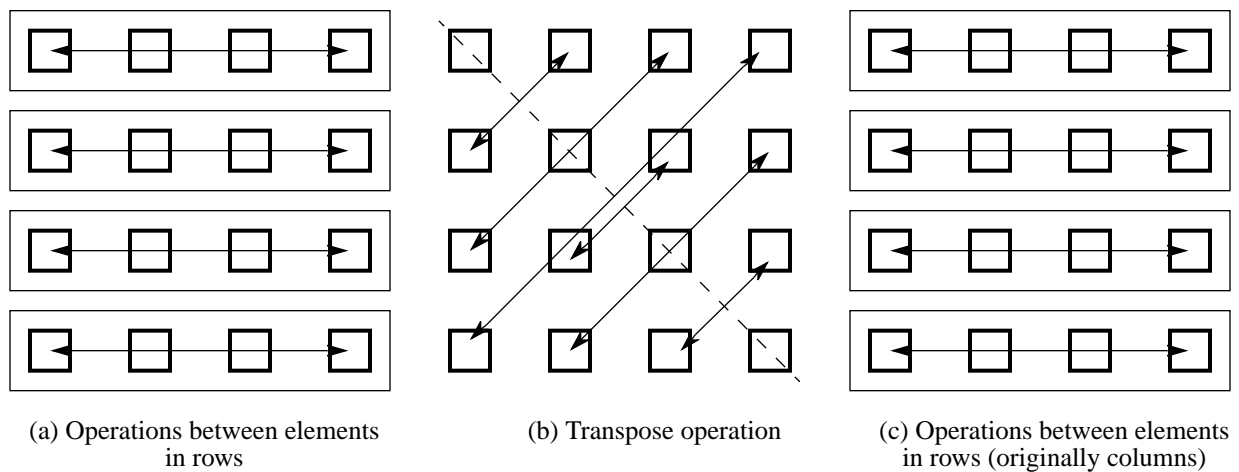 (a) Operations between elements
in rows
(b) Transpose operation
(c) Operations between elements
in rows (originally columns)